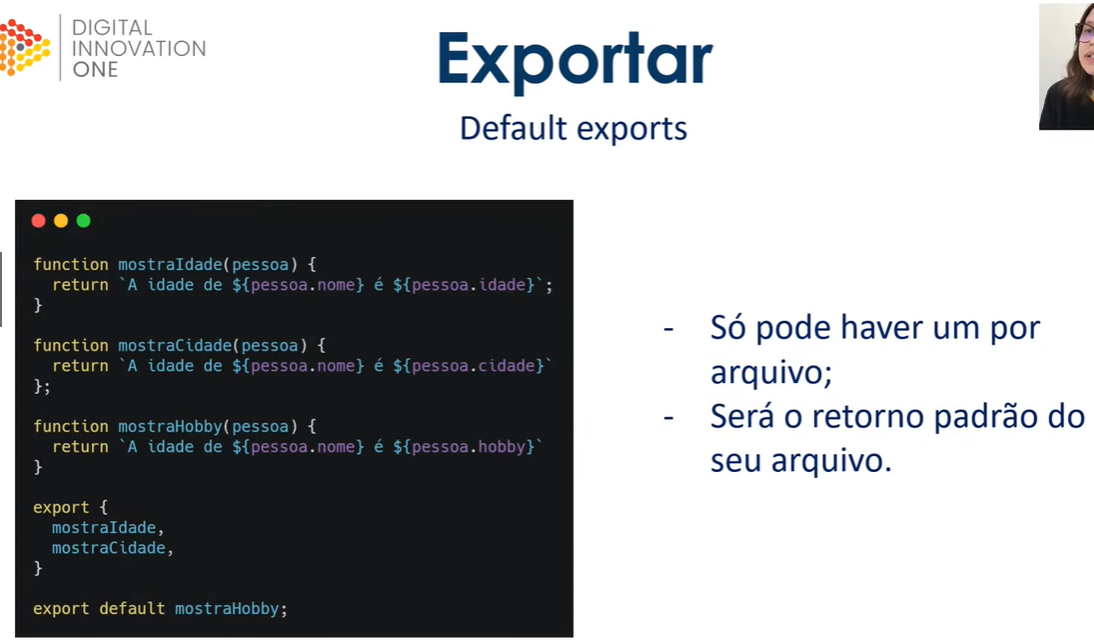 DIGITAL
INNOVATION
ONE
Exportar
Default exports
function mostraIdade(pessoa) {
  return `A idade de ${pessoa.nome} é ${pessoa.idade}`;
}
function mostraCidade(pessoa) {
  return `A idade de ${pessoa.nome} é ${pessoa.cidade}`
};
function mostraHobby(pessoa) {
  return `A idade de ${pessoa.nome} é ${pessoa.hobby}`
}
export {
  mostraIdade,
  mostraCidade,
}
export default mostraHobby;
- Só pode haver um por
arquivo;
- Será o retorno padrão do
seu arquivo.